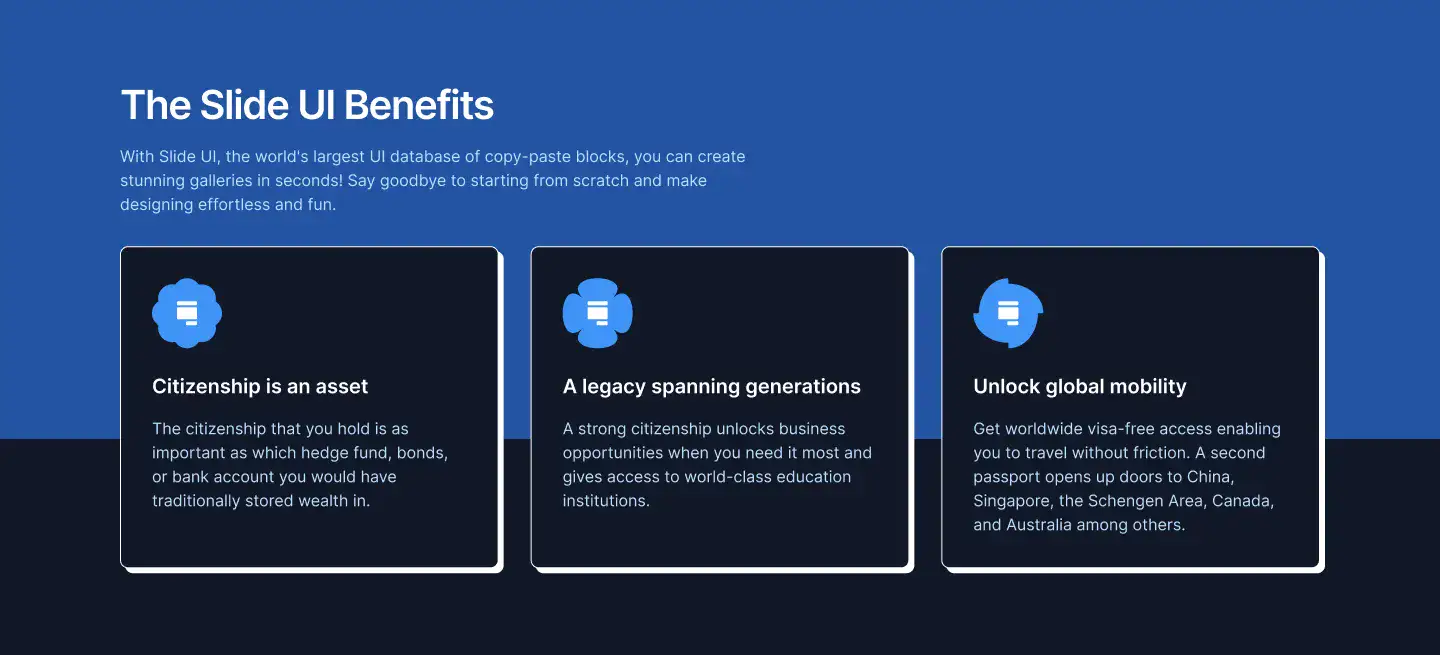 The Slide UI Benefits
With Slide UI, the world's largest UI database of copy-paste blocks, you can create
stunning galleries in seconds! Say goodbye to starting from scratch and make
designing effortless and fun.
Citizenship is an asset
The citizenship that you hold is as
important as which hedge fund, bonds,
or bank account you would have
traditionally stored wealth in.
A legacy spanning generations
A strong citizenship unlocks business
opportunities when you need it most and
gives access to world-class education
institutions.
Unlock global mobility
Get worldwide visa-free access enabling
you to travel without friction. A second
passport opens up doors to China,
Singapore, the Schengen Area, Canada,
and Australia among others.